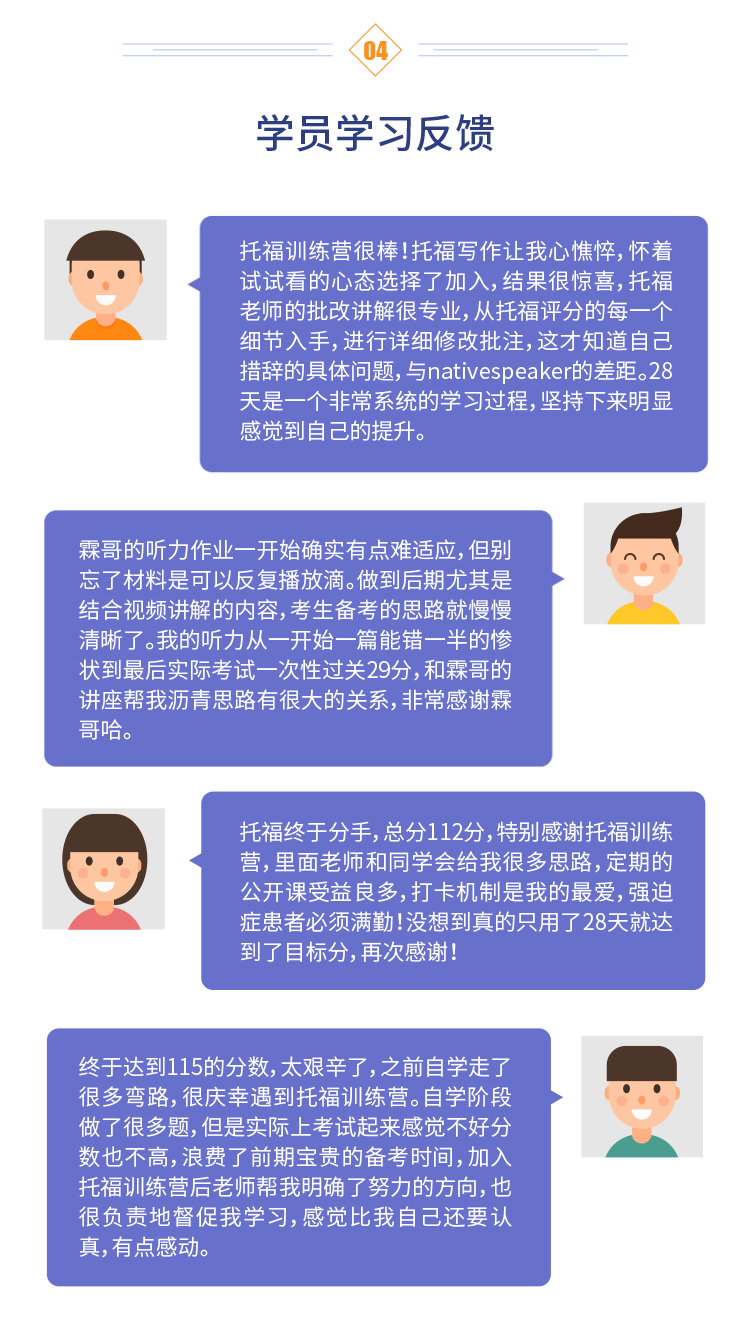 04
学员学习反馈
托福训练营很棒！托福写作让我心憔悴，怀着
试试看的心态选择了加入，结果很惊喜，托福
老师的批改讲解很专业，从托福评分的每一个
细节入手，进行详细修改批注，这才知道自己
措辞的具体问题，与nativespeaker的差距。28
天是一个非常系统的学习过程，坚持下来明显
感觉到自己的提升。
霖哥的听力作业一开始确实有点难适应，但别
忘了材料是可以反复播放滴。做到后期尤其是
结合视频讲解的内容，考生备考的思路就慢慢
清晰了。我的听力从一开始一篇能错一半的惨
状到最后实际考试一次性过关29分，和霖哥的
讲座帮我沥青思路有很大的关系，非常感谢霖
哥哈。
托福终于分手，总分112分，特别感谢托福训练
营，里面老师和同学会给我很多思路，定期的
公开课受益良多，打卡机制是我的最爱，强迫
症患者必须满勤！没想到真的只用了28天就达
到了目标分，再次感谢！
终于达到115的分数，太艰辛了，之前自学走了
很多弯路，很庆幸遇到托福训练营。自学阶段
做了很多题，但是实际上考试起来感觉不好分
数也不高，浪费了前期宝贵的备考时间，加入
托福训练营后老师帮我明确了努力的方向，也
很负责地督促我学习，感觉比我自己还要认
真，有点感动。